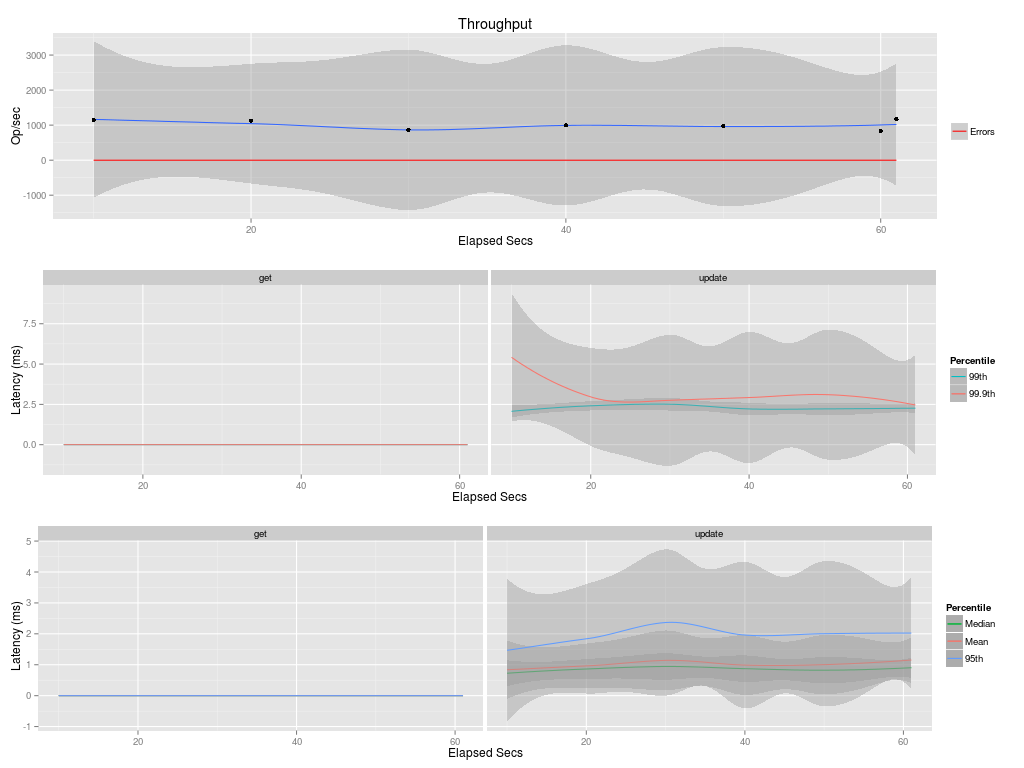 Throughput
Op/sec
3000
2000
1000
0
-1000
20 40 60
Elapsed Secs
Errors
get update
Latency (ms)
7.5
5.0
2.5
0.0
20 40 60 20 40 60
Elapsed Secs
Percentile
99th
99.9th
get update
Latency (ms)
5
4
3
2
1
0
-1
20 40 60 20 40 60
Elapsed Secs
Percentile
Median
Mean
95th